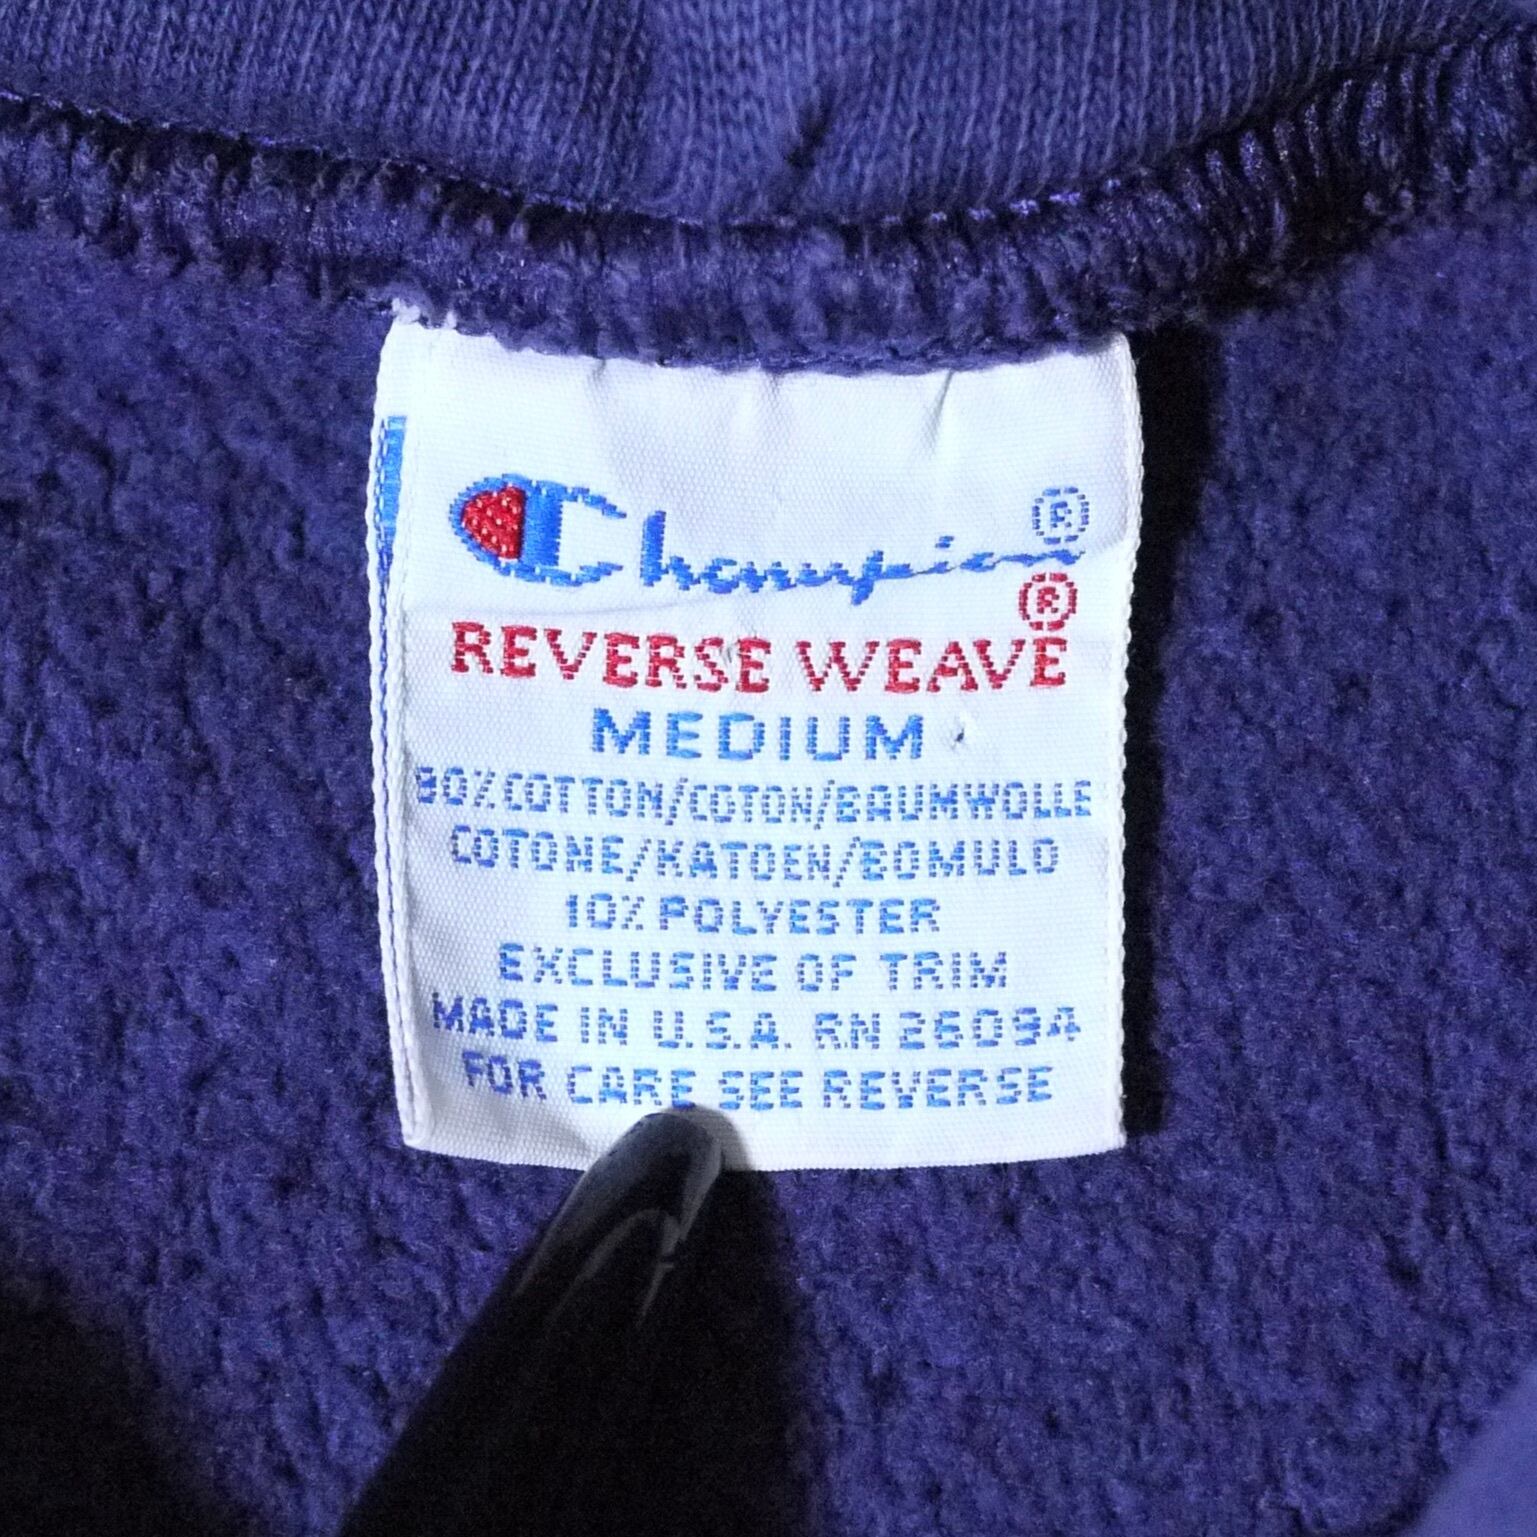 Champion®
REVERSE WEAVE®
MEDIUM
90%COTTON/COTON/BAUMWOLLE
COTONE/KATOEN/BOMULD
10%POLYESTER
EXCLUSIVE OF TRIM
MADE IN U.S.A. RN 26094
FOR CARE SEE REVERSE